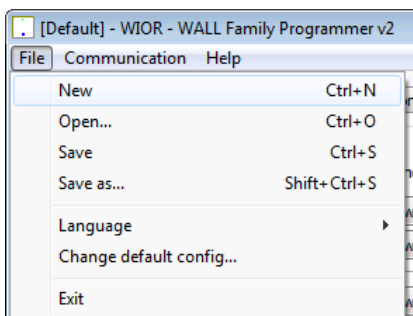 [Default] - WIOR - WALL Family Programmer v2
File Communication Help
New Ctrl+N
Open... Ctrl+O
Save Ctrl+S
Save as... Shift+Ctrl+S
Language
Change default config...
Exit